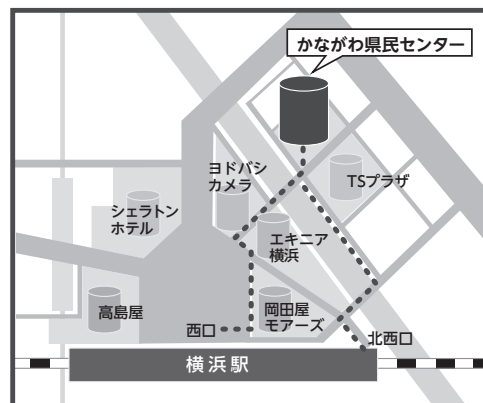 かながわ県民センター
ヨドバシ
カメラ
TSプラザ
シェラトン
ホテル
エキニア
横浜
高島屋
岡田屋
モアーズ
西口
北西口
横浜駅